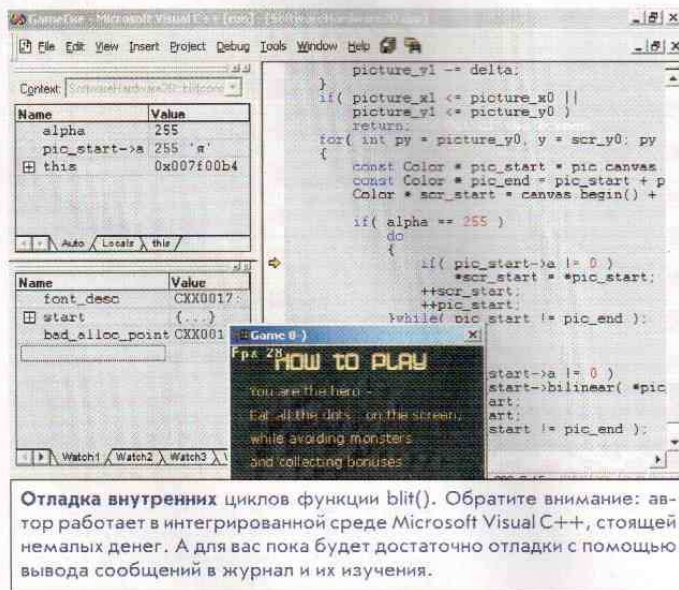 GameExe - Microsoft Visual C++ [
File Edit View Insert Project Debug Tools Window Help
Context:
Name Value
alpha 255
pic_start->a 255 'я'
this 0x007f00b4
Auto Locals this
Name Value
font_desc CXX0017:
start {...}
bad_alloc_point CXX001
Watch1 Watch2 Watch3
picture_y1 -= delta;
}
if( picture_x1 <= picture_x0 ||
picture_y1 <= picture_y0 )
return;
for( int py = picture_y0, y = scr_y0; py
{
const Color * pic_start = pic.canvas
const Color * pic_end = pic_start + p
Color * scr_start = canvas.begin() +
if( alpha == 255 )
do
{
if( pic_start->a != 0 )
*scr_start = *pic_start;
++scr_start;
++pic_start;
}while( pic_start != pic_end );
start->a != 0 )
start->bilinear( *pic
art;
art;
start != pic_end );
Game 8-)
Fps 28
HOW TO PLAY
You are the hero -
Eat all the dots on the screen,
while avoiding monsters
and collecting bonuses
Отладка внутренних циклов функции blit(). Обратите внимание: ав-
тор работает в интегрированной среде Microsoft Visual C++, стоящей
немалых денег. А для вас пока будет достаточно отладки с помощью
вывода сообщений в журнал и их изучения.